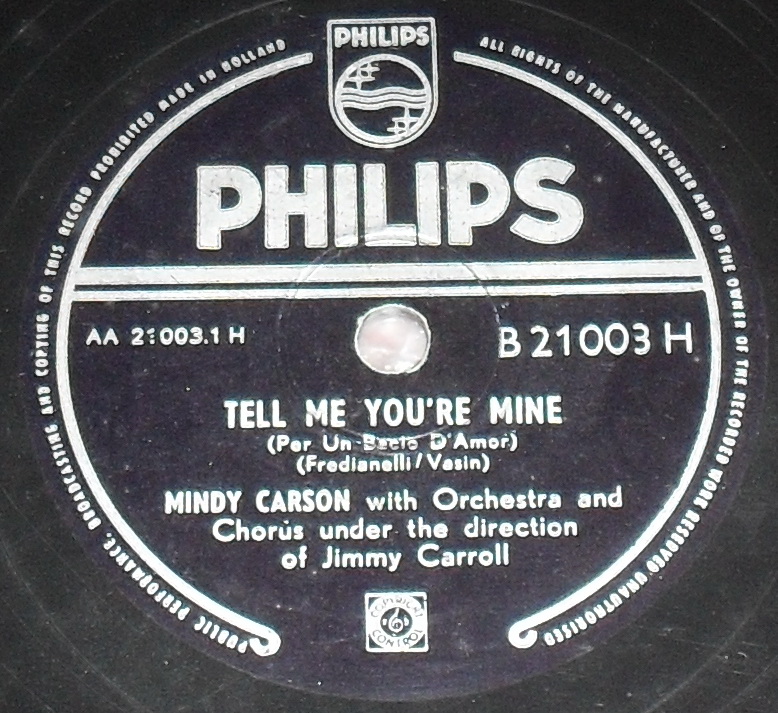 PHILIPS
PHILIPS
AA 21003.1 H
B 21003 H
TELL ME YOU'RE MINE
(Per Un Bacio D'Amor)
(Fredianelli/Vasin)
MINDY CARSON with Orchestra and
Chorus under the direction
of Jimmy Carroll
COPYRIGHT
CONTROL
ALL RIGHTS OF THE MANUFACTURER AND OF THE OWNER OF THE RECORDED WORK RESERVED UNAUTHORISED
PUBLIC PERFORMANCE, BROADCASTING AND COPYING OF THIS RECORD PROHIBITED MADE IN HOLLAND